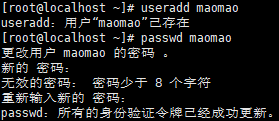 [root@localhost ~]# useradd maomao
useradd：用户“maomao”已存在
[root@localhost ~]# passwd maomao
更改用户 maomao 的密码 。
新的 密码：
无效的密码： 密码少于 8 个字符
重新输入新的 密码：
passwd：所有的身份验证令牌已经成功更新。